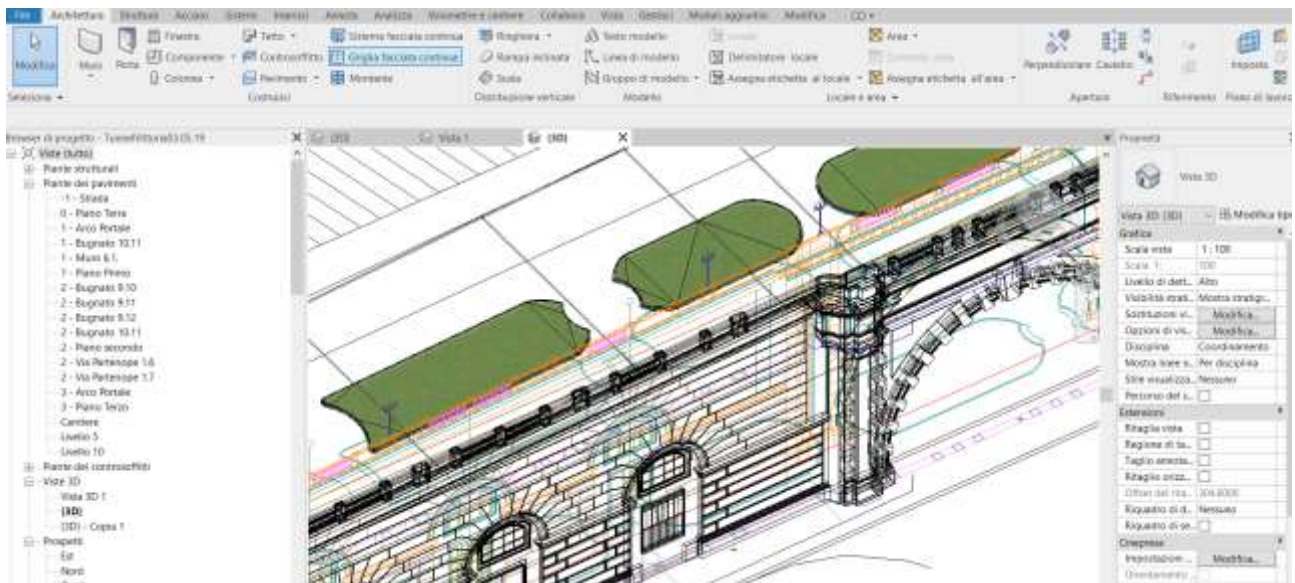 File Architettura Struttura Acciaio Sistemi Inserisci Annota Analizza Volumetrie e cantiere Collabora Vista Gestisci Moduli aggiuntivi Modifica
Finestra Tetto Sistema facciata continua Ringhiera Testo modello Area
Modifica Muro Porta Componente Controsoffitto Griglia facciata continua Rampa inclinata Linea di modello Delimitatore locale Perpendicolare Cavedio Imposta
Colonna Pavimento Montante Scala Gruppo di modello Assegna etichetta al locale Assegna etichetta all'area
Seleziona Costruisci Distribuzione verticale Modello Locale e area Apertura Riferimento Piano di lavoro
Browser di progetto - X Vista 1 (3D) X Proprietà
Viste (tutto)
Piante strutturali
Piante dei pavimenti
-1 - Strada
0 - Piano Terra
1 - Arco Portale
1 - Bugnato 10.11
1 - Muro 6.1.
1 - Piano Primo
2 - Bugnato 8.10
2 - Bugnato 9.11
2 - Bugnato 9.12
2 - Bugnato 10.11
2 - Piano secondo
2 - Via Partenope 1.6
2 - Via Partenope 1.7
3 - Arco Portale
3 - Piano Terzo
Cantiere
Livello 5
Livello 10
Piante dei controsoffitti
Viste 3D
Vista 3D 1
(3D)
(3D) - Copia 1
Prospetti
Est
Nord
Vista 3D
Vista 3D: (3D) Modifica tipo
Grafica
Scala vista 1 : 100
Scala 1: 100
Livello di dett... Alto
Visibilità strati...
Sostituzioni vi... Modifica...
Opzioni di vis... Modifica...
Disciplina Coordinamento
Mostra linee n... Per disciplina
Stile visualizza... Nessuno
Percorso del s...
Estensioni
Ritaglia vista
Regione di ta...
Taglio annota...
Ritaglio orizz...
Offset del rita... 304.8000
Riquadro di d... Nessuno
Riquadro di se...
Cinepresa
Impostazioni ... Modifica...
Orientamento